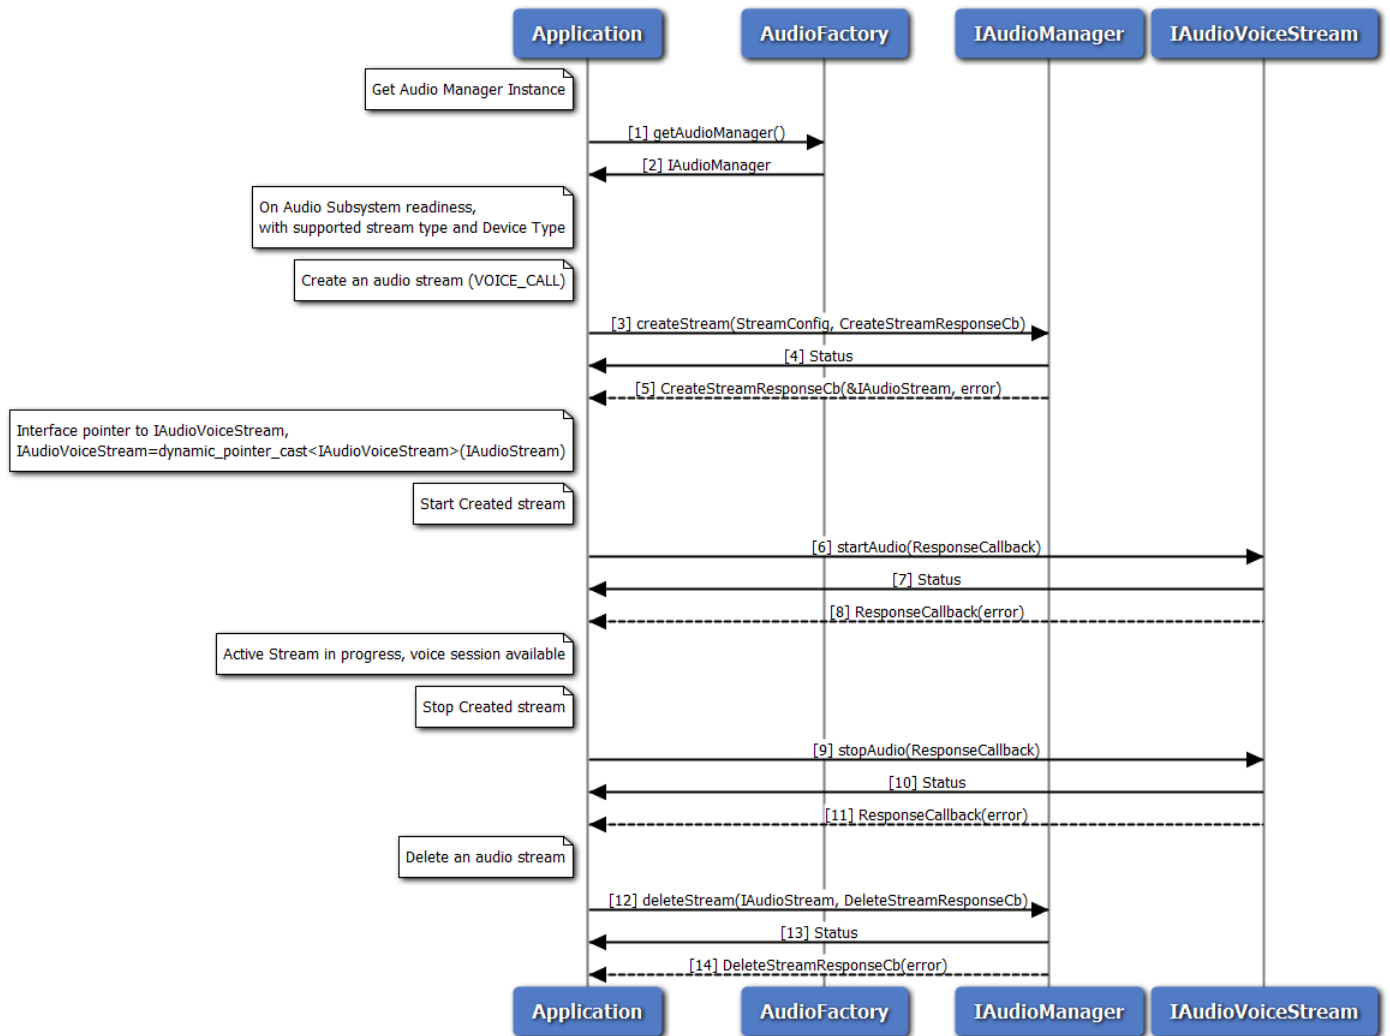 Application
AudioFactory
IAudioManager
IAudioVoiceStream
Get Audio Manager Instance
[1] getAudioManager()
[2] IAudioManager
On Audio Subsystem readiness,
with supported stream type and Device Type
Create an audio stream (VOICE_CALL)
[3] createStream(StreamConfig, CreateStreamResponseCb)
[4] Status
[5] CreateStreamResponseCb(&IAudioStream, error)
Interface pointer to IAudioVoiceStream,
IAudioVoiceStream=dynamic_pointer_cast<IAudioVoiceStream>(IAudioStream)
Start Created stream
[6] startAudio(ResponseCallback)
[7] Status
[8] ResponseCallback(error)
Active Stream in progress, voice session available
Stop Created stream
[9] stopAudio(ResponseCallback)
[10] Status
[11] ResponseCallback(error)
Delete an audio stream
[12] deleteStream(IAudioStream, DeleteStreamResponseCb)
[13] Status
[14] DeleteStreamResponseCb(error)
Application
AudioFactory
IAudioManager
IAudioVoiceStream